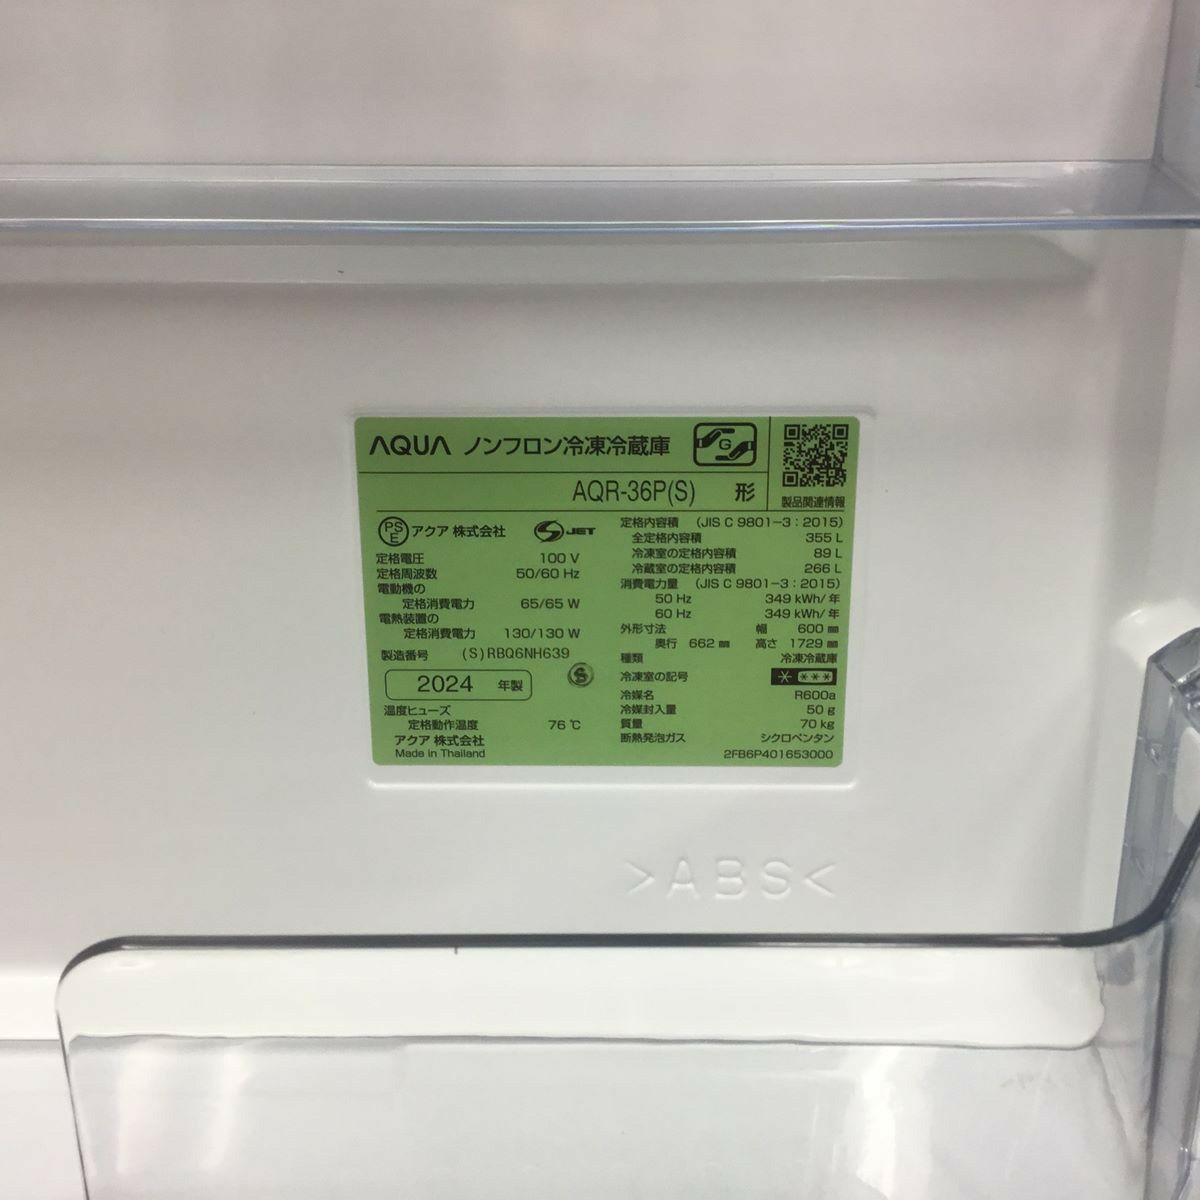 AQUA ノンフロン冷凍冷蔵庫
G
AQR-36P(S) 形
製品関連情報
PS
E
アクア 株式会社
S JET
定格電圧 100 V
定格周波数 50/60 Hz
電動機の
定格消費電力 65/65 W
電熱装置の
定格消費電力 130/130 W
製造番号 (S)RBQ6NH639
2024 年製
S
温度ヒューズ
定格動作温度 76 ℃
アクア 株式会社
Made in Thailand
定格内容積 (JIS C 9801-3 : 2015)
全定格内容積 355 L
冷凍室の定格内容積 89 L
冷蔵室の定格内容積 266 L
消費電力量 (JIS C 9801-3 : 2015)
50 Hz 349 kWh/年
60 Hz 349 kWh/年
外形寸法 幅 600 ㎜
奥行 662 ㎜ 高さ 1729 ㎜
種類 冷凍冷蔵庫
冷凍室の記号 * ***
冷媒名 R600a
冷媒封入量 50 g
質量 70 kg
断熱発泡ガス シクロペンタン
2FB6P401653000
>ABS<